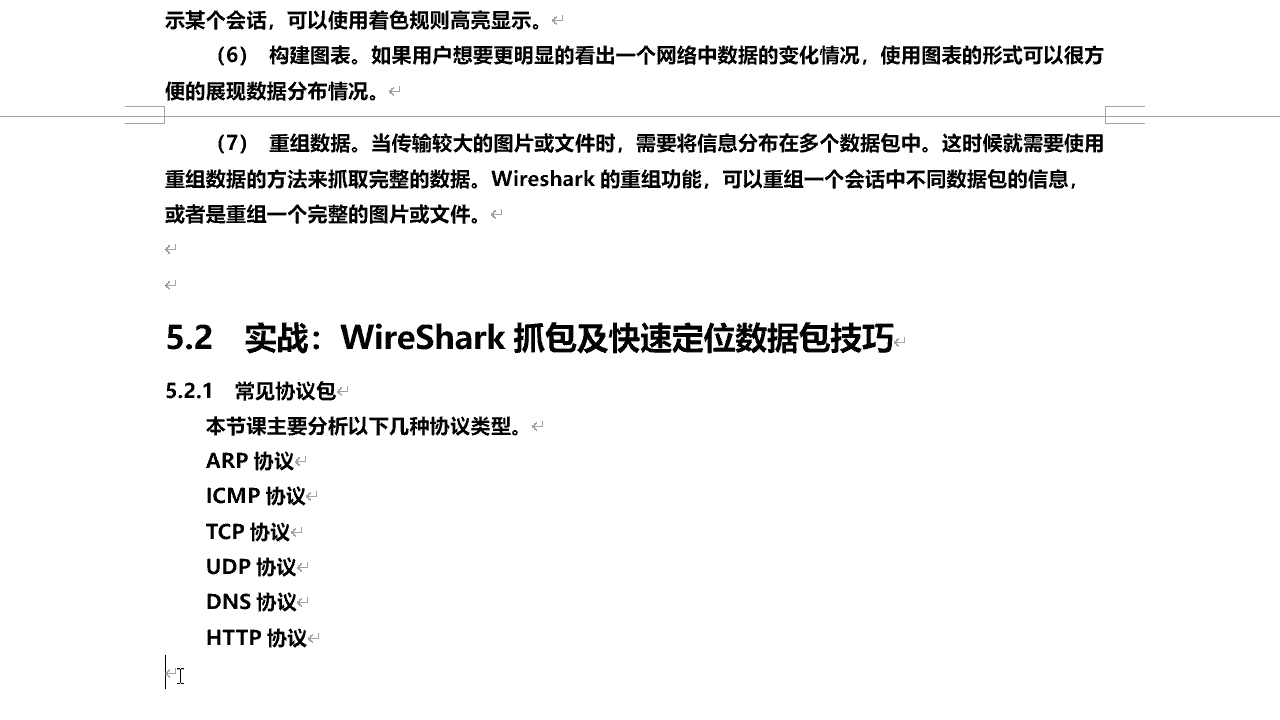 示某个会话，可以使用着色规则高亮显示。
（6） 构建图表。如果用户想要更明显的看出一个网络中数据的变化情况，使用图表的形式可以很方
便的展现数据分布情况。
（7） 重组数据。当传输较大的图片或文件时，需要将信息分布在多个数据包中。这时候就需要使用
重组数据的方法来抓取完整的数据。Wireshark 的重组功能，可以重组一个会话中不同数据包的信息，
或者是重组一个完整的图片或文件。
5.2 实战：WireShark 抓包及快速定位数据包技巧
5.2.1 常见协议包
本节课主要分析以下几种协议类型。
ARP 协议
ICMP 协议
TCP 协议
UDP 协议
DNS 协议
HTTP 协议